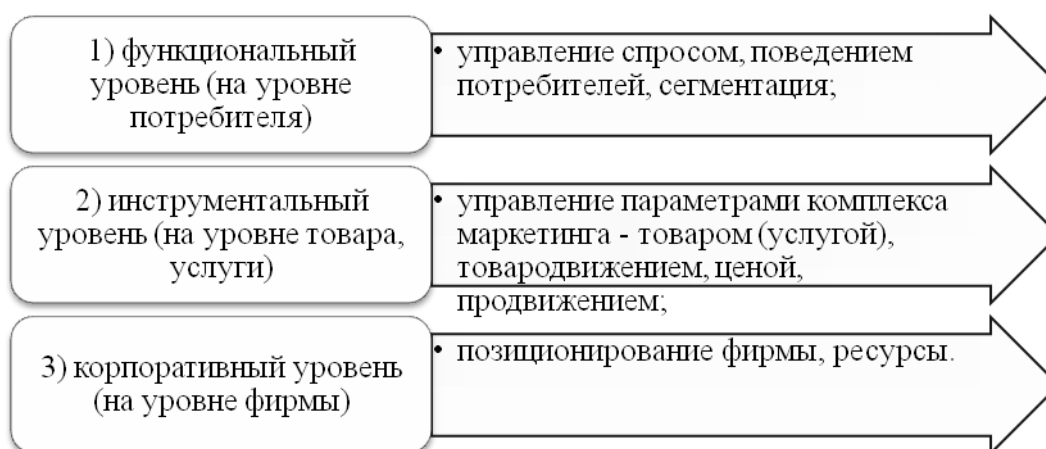 1) функциональный
уровень (на уровне
потребителя)
• управление спросом, поведением
потребителей, сегментация;
2) инструментальный
уровень (на уровне товара,
услуги)
• управление параметрами комплекса
маркетинга - товаром (услугой),
товародвижением, ценой,
продвижением;
3) корпоративный уровень
(на уровне фирмы)
• позиционирование фирмы, ресурсы.